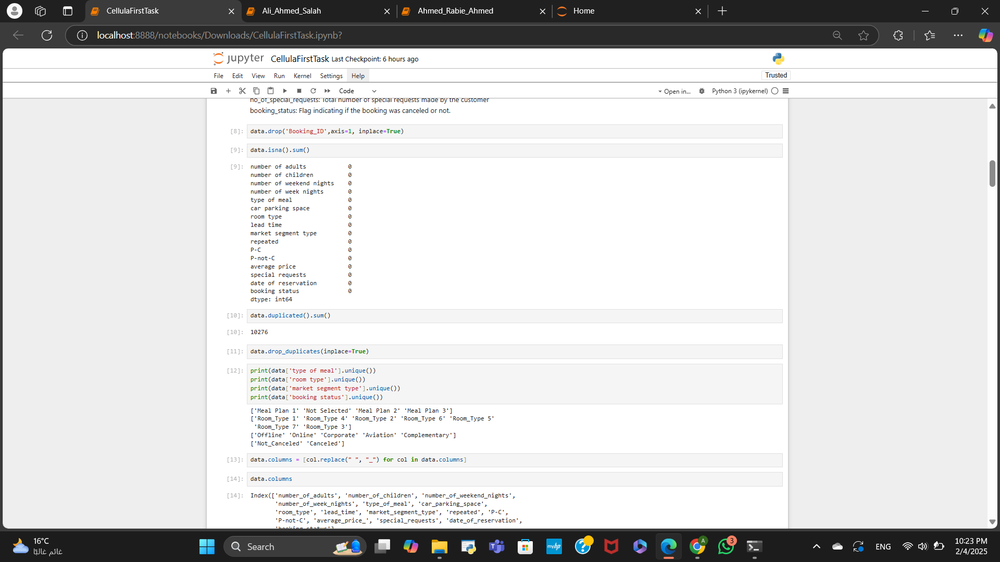 CellulaFirstTask
Ali_Ahmed_Salah
Ahmed_Rabie_Ahmed
Home
localhost:8888/notebooks/Downloads/CellulaFirstTask.ipynb?
jupyter CellulaFirstTask Last Checkpoint: 6 hours ago
File Edit View Run Kernel Settings Help
Trusted
Code
Open in...
Python 3 (ipykernel)
no_of_special_requests: Total number of special requests made by the customer
booking_status: Flag indicating if the booking was canceled or not.
[8]: data.drop('Booking_ID',axis=1, inplace=True)
[9]: data.isna().sum()
[9]: number of adults 0
number of children 0
number of weekend nights 0
number of week nights 0
type of meal 0
car parking space 0
room type 0
lead time 0
market segment type 0
repeated 0
P-C 0
P-not-C 0
average price 0
special requests 0
date of reservation 0
booking status 0
dtype: int64
[10]: data.duplicated().sum()
[10]: 10276
[11]: data.drop_duplicates(inplace=True)
[12]: print(data['type of meal'].unique())
print(data['room type'].unique())
print(data['market segment type'].unique())
print(data['booking status'].unique())
['Meal Plan 1' 'Not Selected' 'Meal Plan 2' 'Meal Plan 3']
['Room_Type 1' 'Room_Type 4' 'Room_Type 2' 'Room_Type 6' 'Room_Type 5'
'Room_Type 7' 'Room_Type 3']
['Offline' 'Online' 'Corporate' 'Aviation' 'Complementary']
['Not_Canceled' 'Canceled']
[13]: data.columns = [col.replace(" ", "_") for col in data.columns]
[14]: data.columns
[14]: Index(['number_of_adults', 'number_of_children', 'number_of_weekend_nights',
'number_of_week_nights', 'type_of_meal', 'car_parking_space',
'room_type', 'lead_time', 'market_segment_type', 'repeated', 'P-C',
'P-not-C', 'average_price_', 'special_requests', 'date_of_reservation',
'booking_status'],
16°C
غائم غالبًا
Search
T
myhp
?
A
3
ENG
10:23 PM
2/4/2025